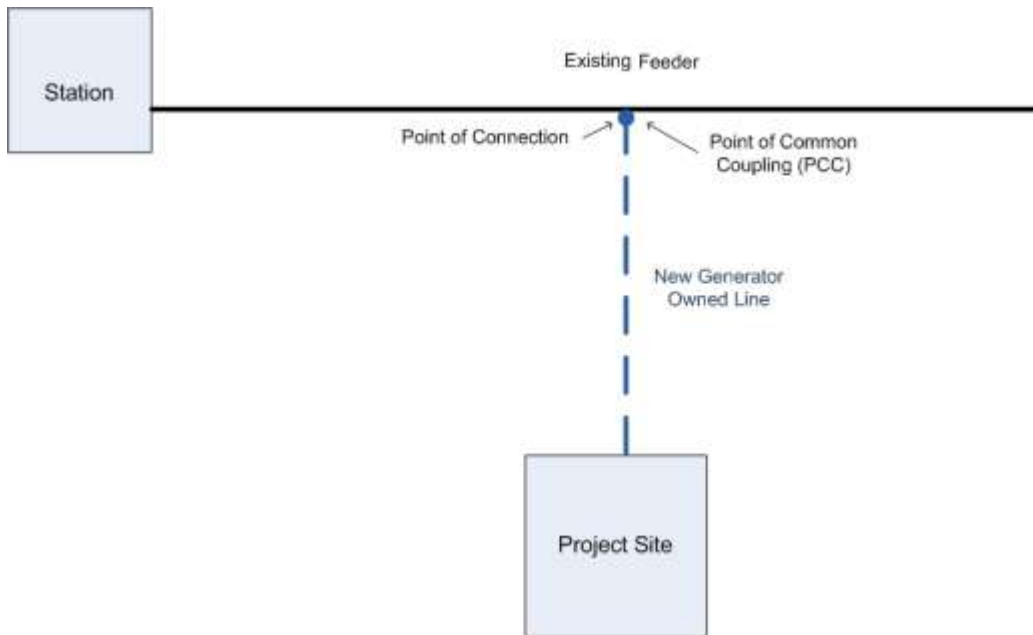 Station
Existing Feeder
Point of Connection
Point of Common
Coupling (PCC)
New Generator
Owned Line
Project Site